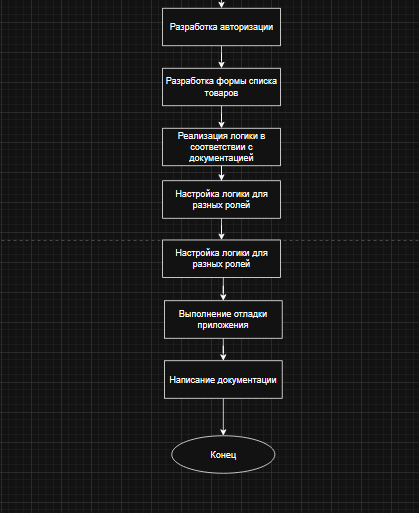 Разработка авторизации
Разработка формы списка
товаров
Реализация логики в
соответствии с
документацией
Настройка логики для
разных ролей
Настройка логики для
разных ролей
Выполнение отладки
приложения
Написание документации
Конец